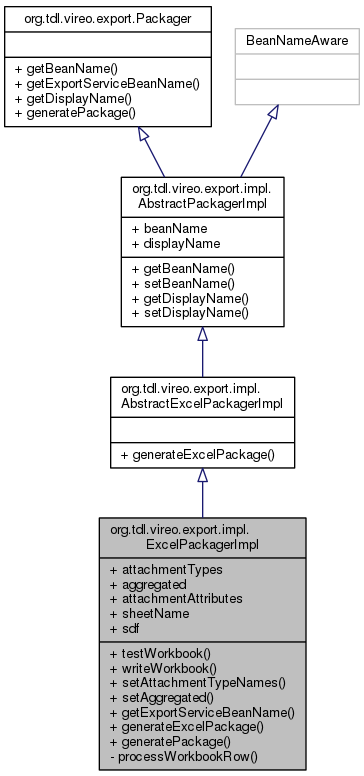 org.tdl.vireo.export.Packager
+ getBeanName()
+ getExportServiceBeanName()
+ getDisplayName()
+ generatePackage()
BeanNameAware
org.tdl.vireo.export.impl.
AbstractPackagerImpl
+ beanName
+ displayName
+ getBeanName()
+ setBeanName()
+ getDisplayName()
+ setDisplayName()
org.tdl.vireo.export.impl.
AbstractExcelPackagerImpl
+ generateExcelPackage()
org.tdl.vireo.export.impl.
ExcelPackagerImpl
+ attachmentTypes
+ aggregated
+ attachmentAttributes
+ sheetName
+ sdf
+ testWorkbook()
+ writeWorkbook()
+ setAttachmentTypeNames()
+ setAggregated()
+ getExportServiceBeanName()
+ generateExcelPackage()
+ generatePackage()
- processWorkbookRow()